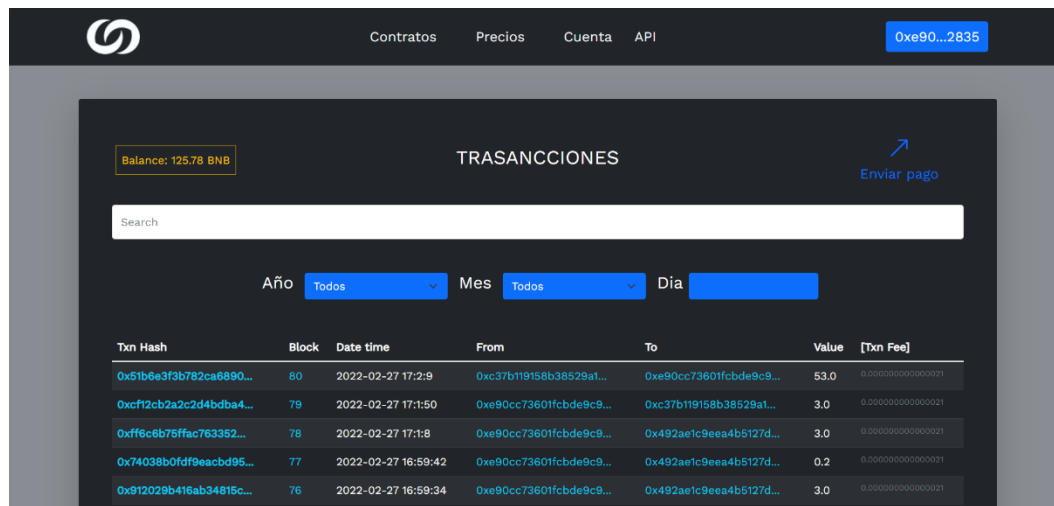 Contratos Precios Cuenta API 0xe90...2835
Balance: 125.78 BNB TRASANCCIONES Enviar pago
Search
Año Todos Mes Todos Dia
Txn Hash Block Date time From To Value [Txn Fee]
0x51b6e3f3b782ca6890... 80 2022-02-27 17:2:9 0xc37b119158b38529a1... 0xe90cc73601fcbde9c9... 53.0 0.000000000000021
0xcf12cb2a2c2d4bdba4... 79 2022-02-27 17:1:50 0xe90cc73601fcbde9c9... 0xc37b119158b38529a1... 3.0 0.000000000000021
0xff6c6b75ffac763352... 78 2022-02-27 17:1:8 0xe90cc73601fcbde9c9... 0x492ae1c9eea4b5127d... 3.0 0.000000000000021
0x74038b0fdf9eacbd95... 77 2022-02-27 16:59:42 0xe90cc73601fcbde9c9... 0x492ae1c9eea4b5127d... 0.2 0.000000000000021
0x912029b416ab34815c... 76 2022-02-27 16:59:34 0xe90cc73601fcbde9c9... 0x492ae1c9eea4b5127d... 3.0 0.000000000000021